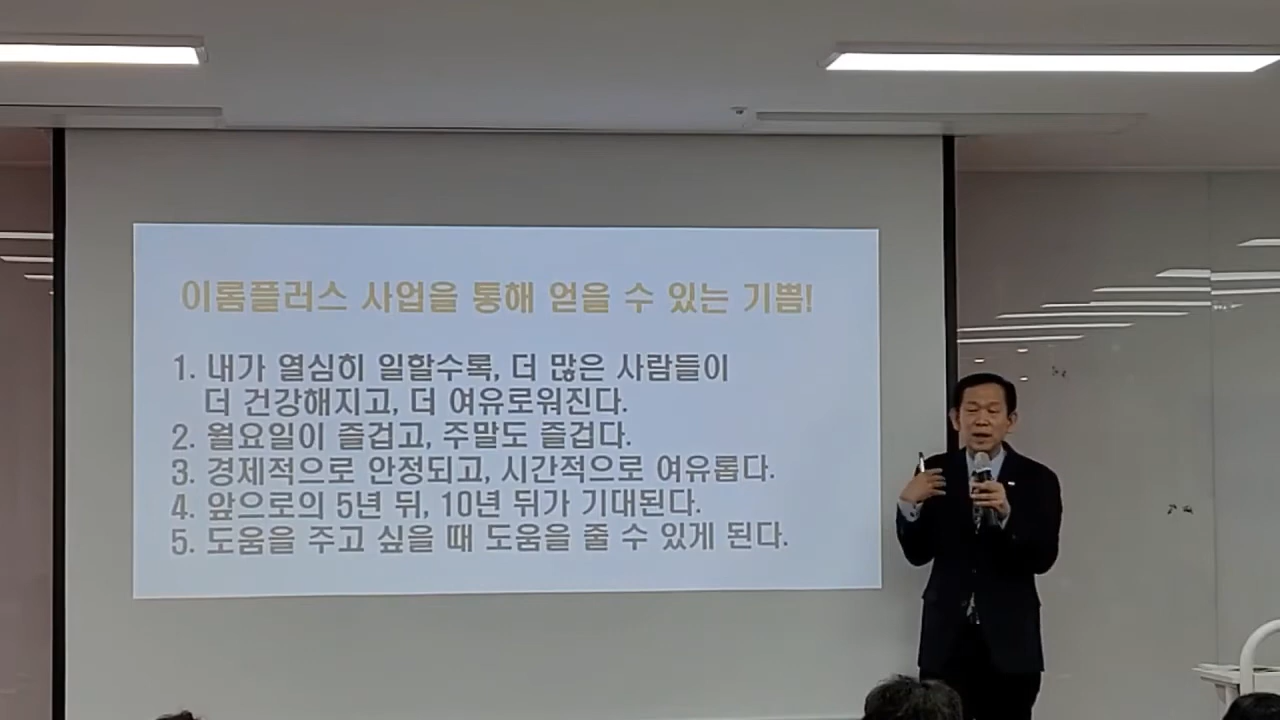 이롬플러스 사업을 통해 얻을 수 있는 기쁨!
1. 내가 열심히 일할수록, 더 많은 사람들이
더 건강해지고, 더 여유로워진다.
2. 월요일이 즐겁고, 주말도 즐겁다.
3. 경제적으로 안정되고, 시간적으로 여유롭다.
4. 앞으로의 5년 뒤, 10년 뒤가 기대된다.
5. 도움을 주고 싶을 때 도움을 줄 수 있게 된다.